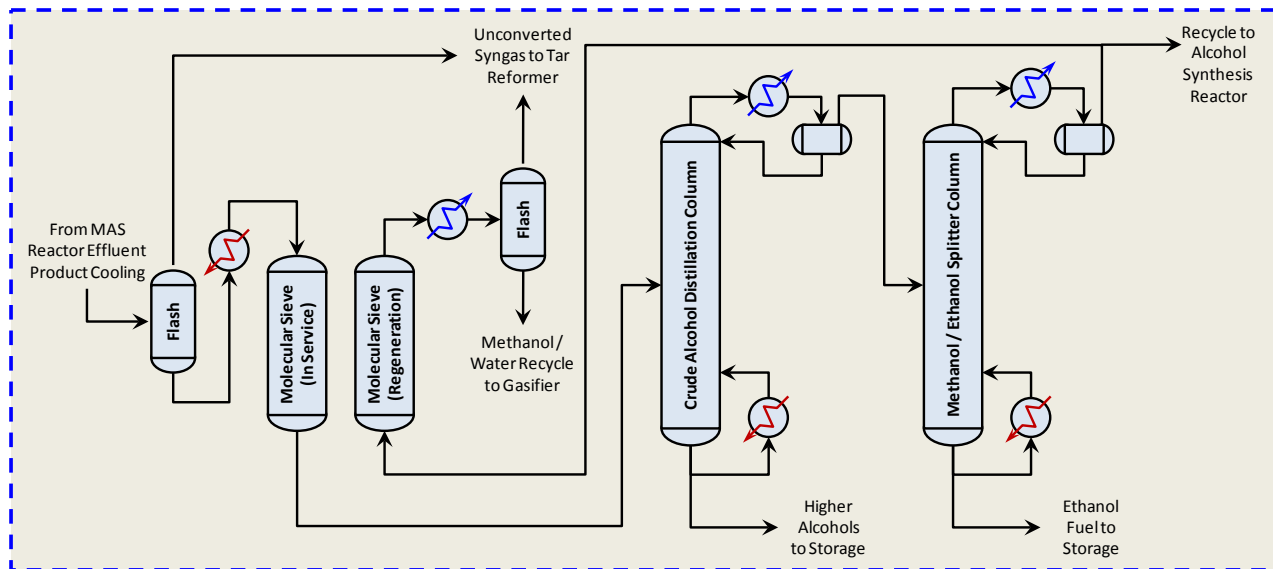 Unconverted
Syngas to Tar
Reformer
Recycle to
Alcohol
Synthesis
Reactor
From MAS
Reactor Effluent
Product Cooling
Flash
Molecular Sieve
(In Service)
Molecular Sieve
(Regeneration)
Flash
Methanol /
Water Recycle
to Gasifier
Crude Alcohol Distillation Column
Methanol / Ethanol Splitter Column
Higher
Alcohols
to Storage
Ethanol
Fuel to
Storage